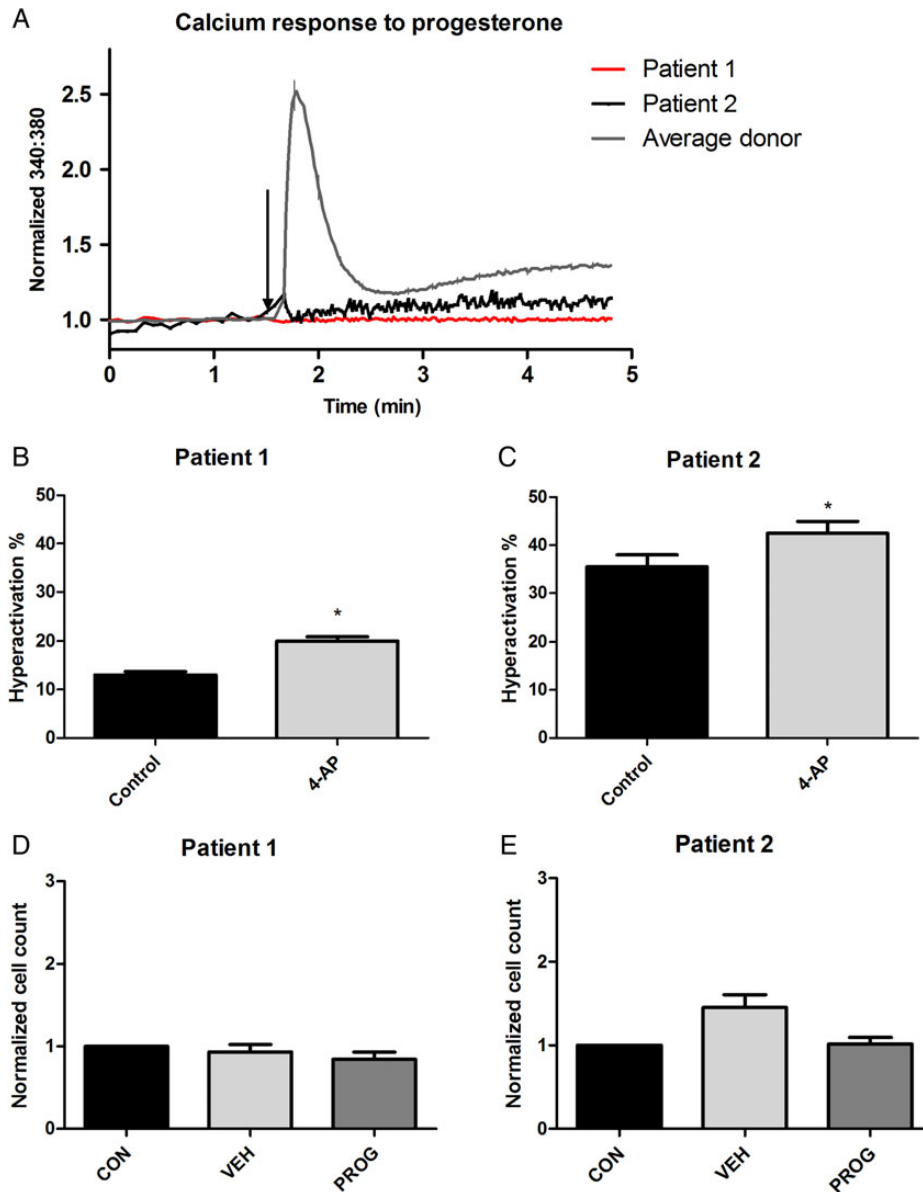 A
Calcium response to progesterone
Patient 1
Patient 2
Average donor
Normalized 340:380
2.5
2.0
1.5
1.0
0 1 2 3 4 5
Time (min)
B
Patient 1
Hyperactivation %
50
40
30
20
10
0
*
Control 4-AP
C
Patient 2
Hyperactivation %
50
40
30
20
10
0
*
Control 4-AP
D
Patient 1
Normalized cell count
3
2
1
0
CON VEH PROG
E
Patient 2
Normalized cell count
3
2
1
0
CON VEH PROG